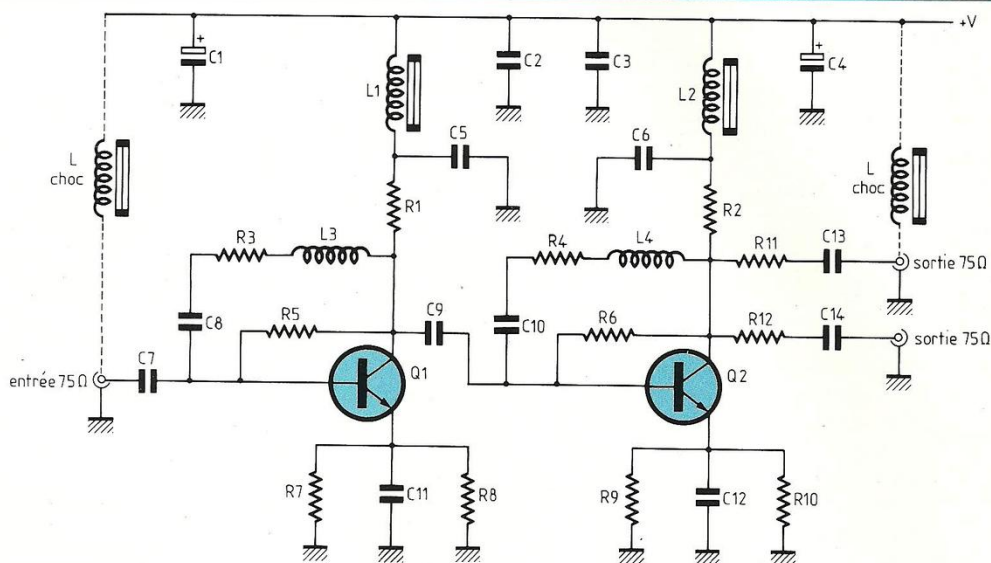 +V
+
C1
L1
C2
C3
L2
+
C4
L
choc
C5
C6
L
choc
R1
R2
R3
L3
R4
L4
R11
C13
sortie 75Ω
C8
R5
C9
C10
R6
R12
C14
sortie 75Ω
C7
entrée 75Ω
Q1
Q2
R7
C11
R8
R9
C12
R10